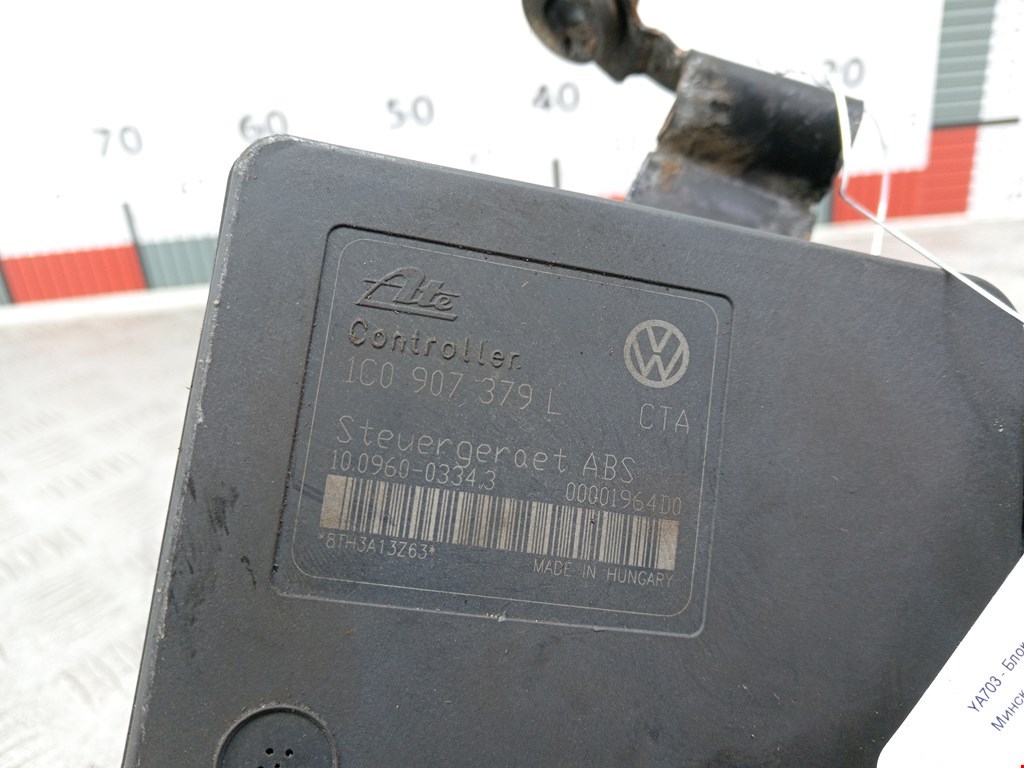 70 60 50 40 20
Ate
Controller
1C0 907 379 L
CTA
Steuergeraet ABS
10.0960-0334.3 00001964D0
*8TH3A13Z63*
MADE IN HUNGARY
YA703 - Блок
Минск